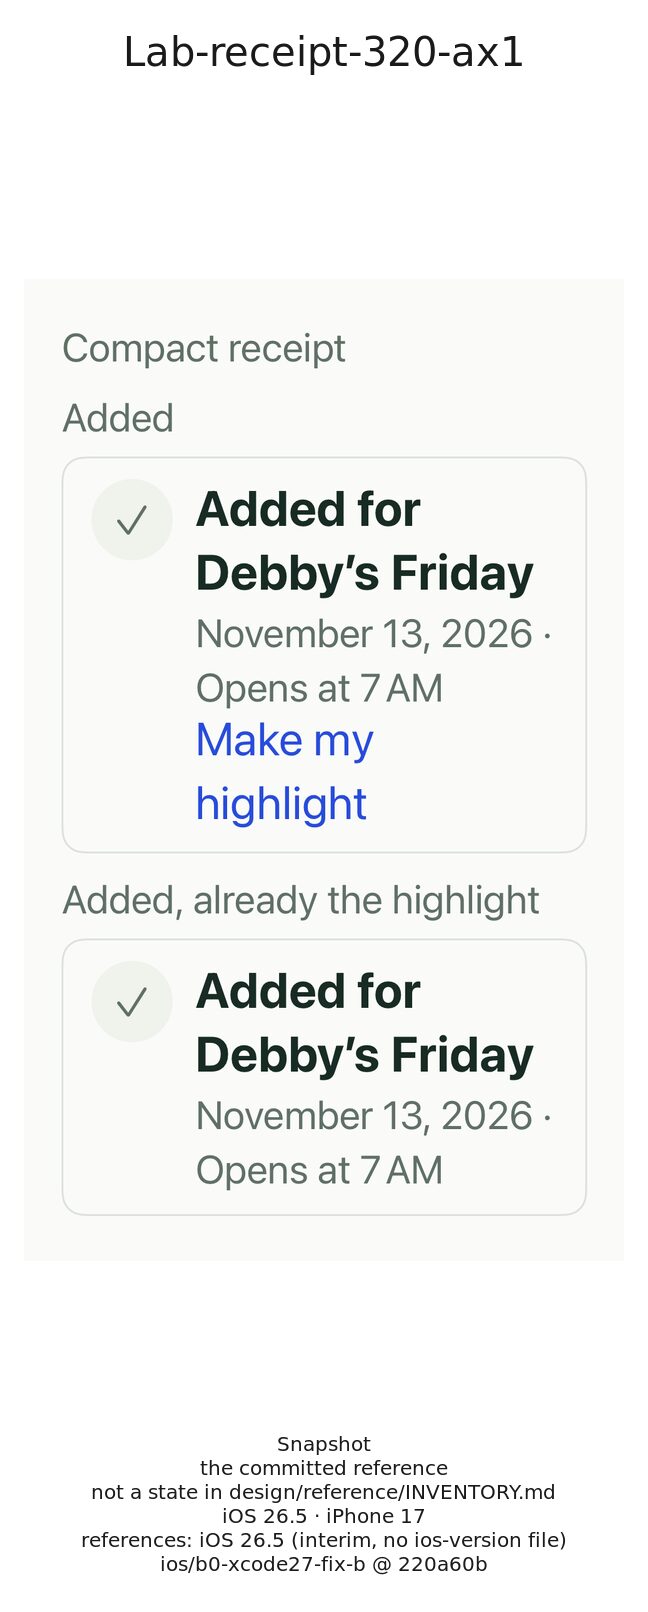 Lab-receipt-320-ax1
Compact receipt
Added
Added for
Debby’s Friday
November 13, 2026 ·
Opens at 7 AM
Make my
highlight
Added, already the highlight
Added for
Debby’s Friday
November 13, 2026 ·
Opens at 7 AM
Snapshot
the committed reference
not a state in design/reference/INVENTORY.md
iOS 26.5 · iPhone 17
references: iOS 26.5 (interim, no ios-version file)
ios/b0-xcode27-fix-b @ 220a60b